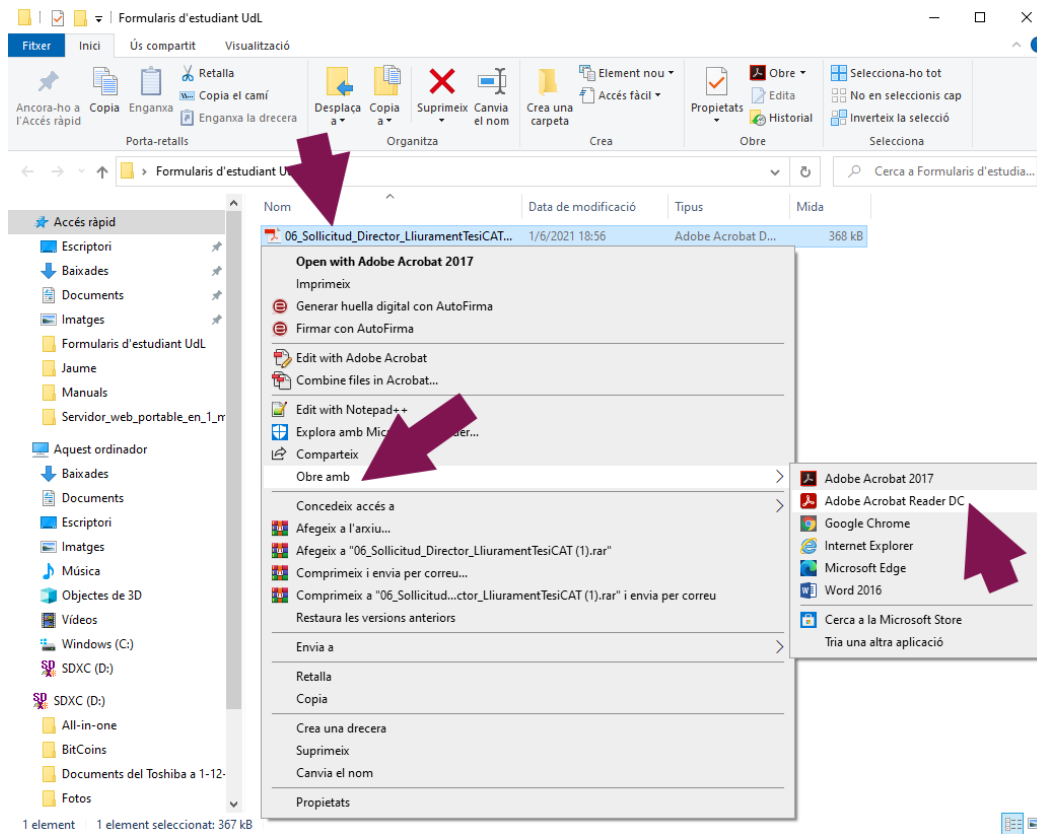 Formularis d'estudiant UdL
Fitxer Inici Ús compartit Visualització
Ancora-ho a l'Accés ràpid
Copia
Enganxa
Retalla
Copia el camí
Enganxa la drecera
Porta-retalls
Desplaça a
Copia a
Suprimeix
Canvia el nom
Organitza
Crea una carpeta
Element nou
Accés fàcil
Crea
Propietats
Obre
Edita
Historial
Obre
Selecciona-ho tot
No en seleccionis cap
Inverteix la selecció
Selecciona
Formularis d'estudiant
Cerca a Formularis d'estudia...
Nom Data de modificació Tipus Mida
06_Sollicitud_Director_LliuramentTesiCAT... 1/6/2021 18:56 Adobe Acrobat D... 368 kB
Accés ràpid
Escriptori
Baixades
Documents
Imatges
Formularis d'estudiant UdL
Jaume
Manuals
Servidor_web_portable_en_1_m
Aquest ordinador
Baixades
Documents
Escriptori
Imatges
Música
Objectes de 3D
Vídeos
Windows (C:)
SDXC (D:)
SDXC (D:)
All-in-one
BitCoins
Documents del Toshiba a 1-12-
Fotos
Open with Adobe Acrobat 2017
Imprimeix
Generar huella digital con AutoFirma
Firmar con AutoFirma
Edit with Adobe Acrobat
Combine files in Acrobat...
Edit with Notepad++
Explora amb
Comparteix
Obre amb
Concedeix accés a
Afegeix a l'arxiu...
Afegeix a "06_Sollicitud_Director_LliuramentTesiCAT (1).rar"
Comprimeix i envia per correu...
Comprimeix a "06_Sollicitud...ctor_LliuramentTesiCAT (1).rar" i envia per correu
Restaura les versions anteriors
Envia a
Retalla
Copia
Crea una drecera
Suprimeix
Canvia el nom
Propietats
Adobe Acrobat 2017
Adobe Acrobat Reader DC
Google Chrome
Internet Explorer
Microsoft Edge
Word 2016
Cerca a la Microsoft Store
Tria una altra aplicació
1 element 1 element seleccionat: 367 kB